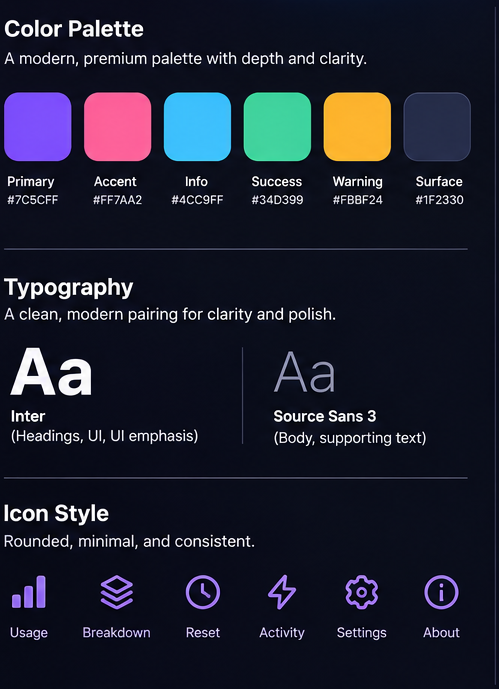 Color Palette
A modern, premium palette with depth and clarity.
Primary Accent Info Success Warning Surface
#7C5CFF #FF7AA2 #4CC9FF #34D399 #FBBF24 #1F2330
Typography
A clean, modern pairing for clarity and polish.
Aa Aa
Inter Source Sans 3
(Headings, UI, UI emphasis) (Body, supporting text)
Icon Style
Rounded, minimal, and consistent.
Usage Breakdown Reset Activity Settings About